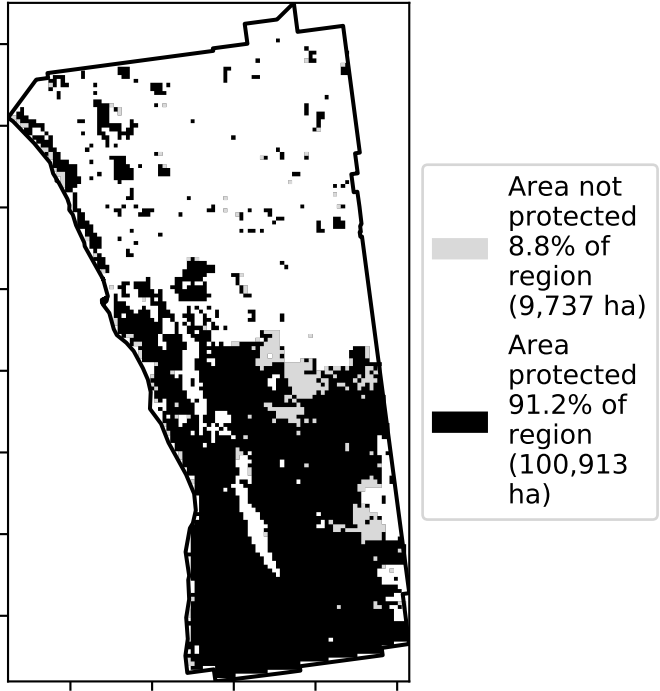 Area not
protected
8.8% of
region
(9,737 ha)
Area
protected
91.2% of
region
(100,913
ha)